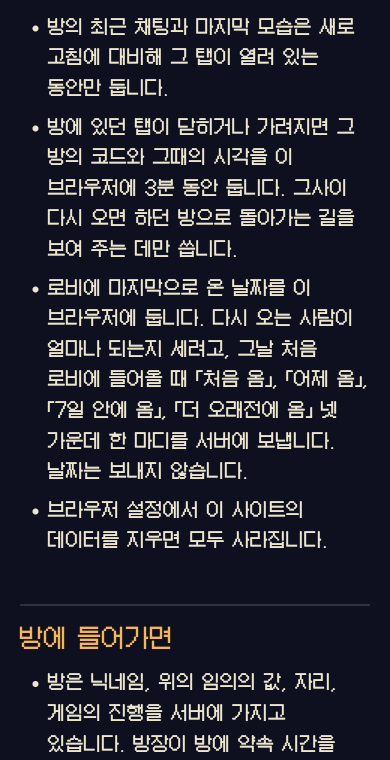 • 방의 최근 채팅과 마지막 모습은 새로
고침에 대비해 그 탭이 열려 있는
동안만 둡니다.
• 방에 있던 탭이 닫히거나 가려지면 그
방의 코드와 그때의 시각을 이
브라우저에 3분 동안 둡니다. 그사이
다시 오면 하던 방으로 돌아가는 길을
보여 주는 데만 씁니다.
• 로비에 마지막으로 온 날짜를 이
브라우저에 둡니다. 다시 오는 사람이
얼마나 되는지 세려고, 그날 처음
로비에 들어올 때 「처음 옴」, 「어제 옴」,
「7일 안에 옴」, 「더 오래전에 옴」 넷
가운데 한 마디를 서버에 보냅니다.
날짜는 보내지 않습니다.
• 브라우저 설정에서 이 사이트의
데이터를 지우면 모두 사라집니다.
방에 들어가면
• 방은 닉네임, 위의 임의의 값, 자리,
게임의 진행을 서버에 가지고
있습니다. 방장이 방에 약속 시간을